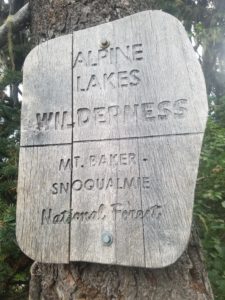 ALPINE
LAKES
WILDERNESS
MT. BAKER -
SNOQUALMIE
National Forest